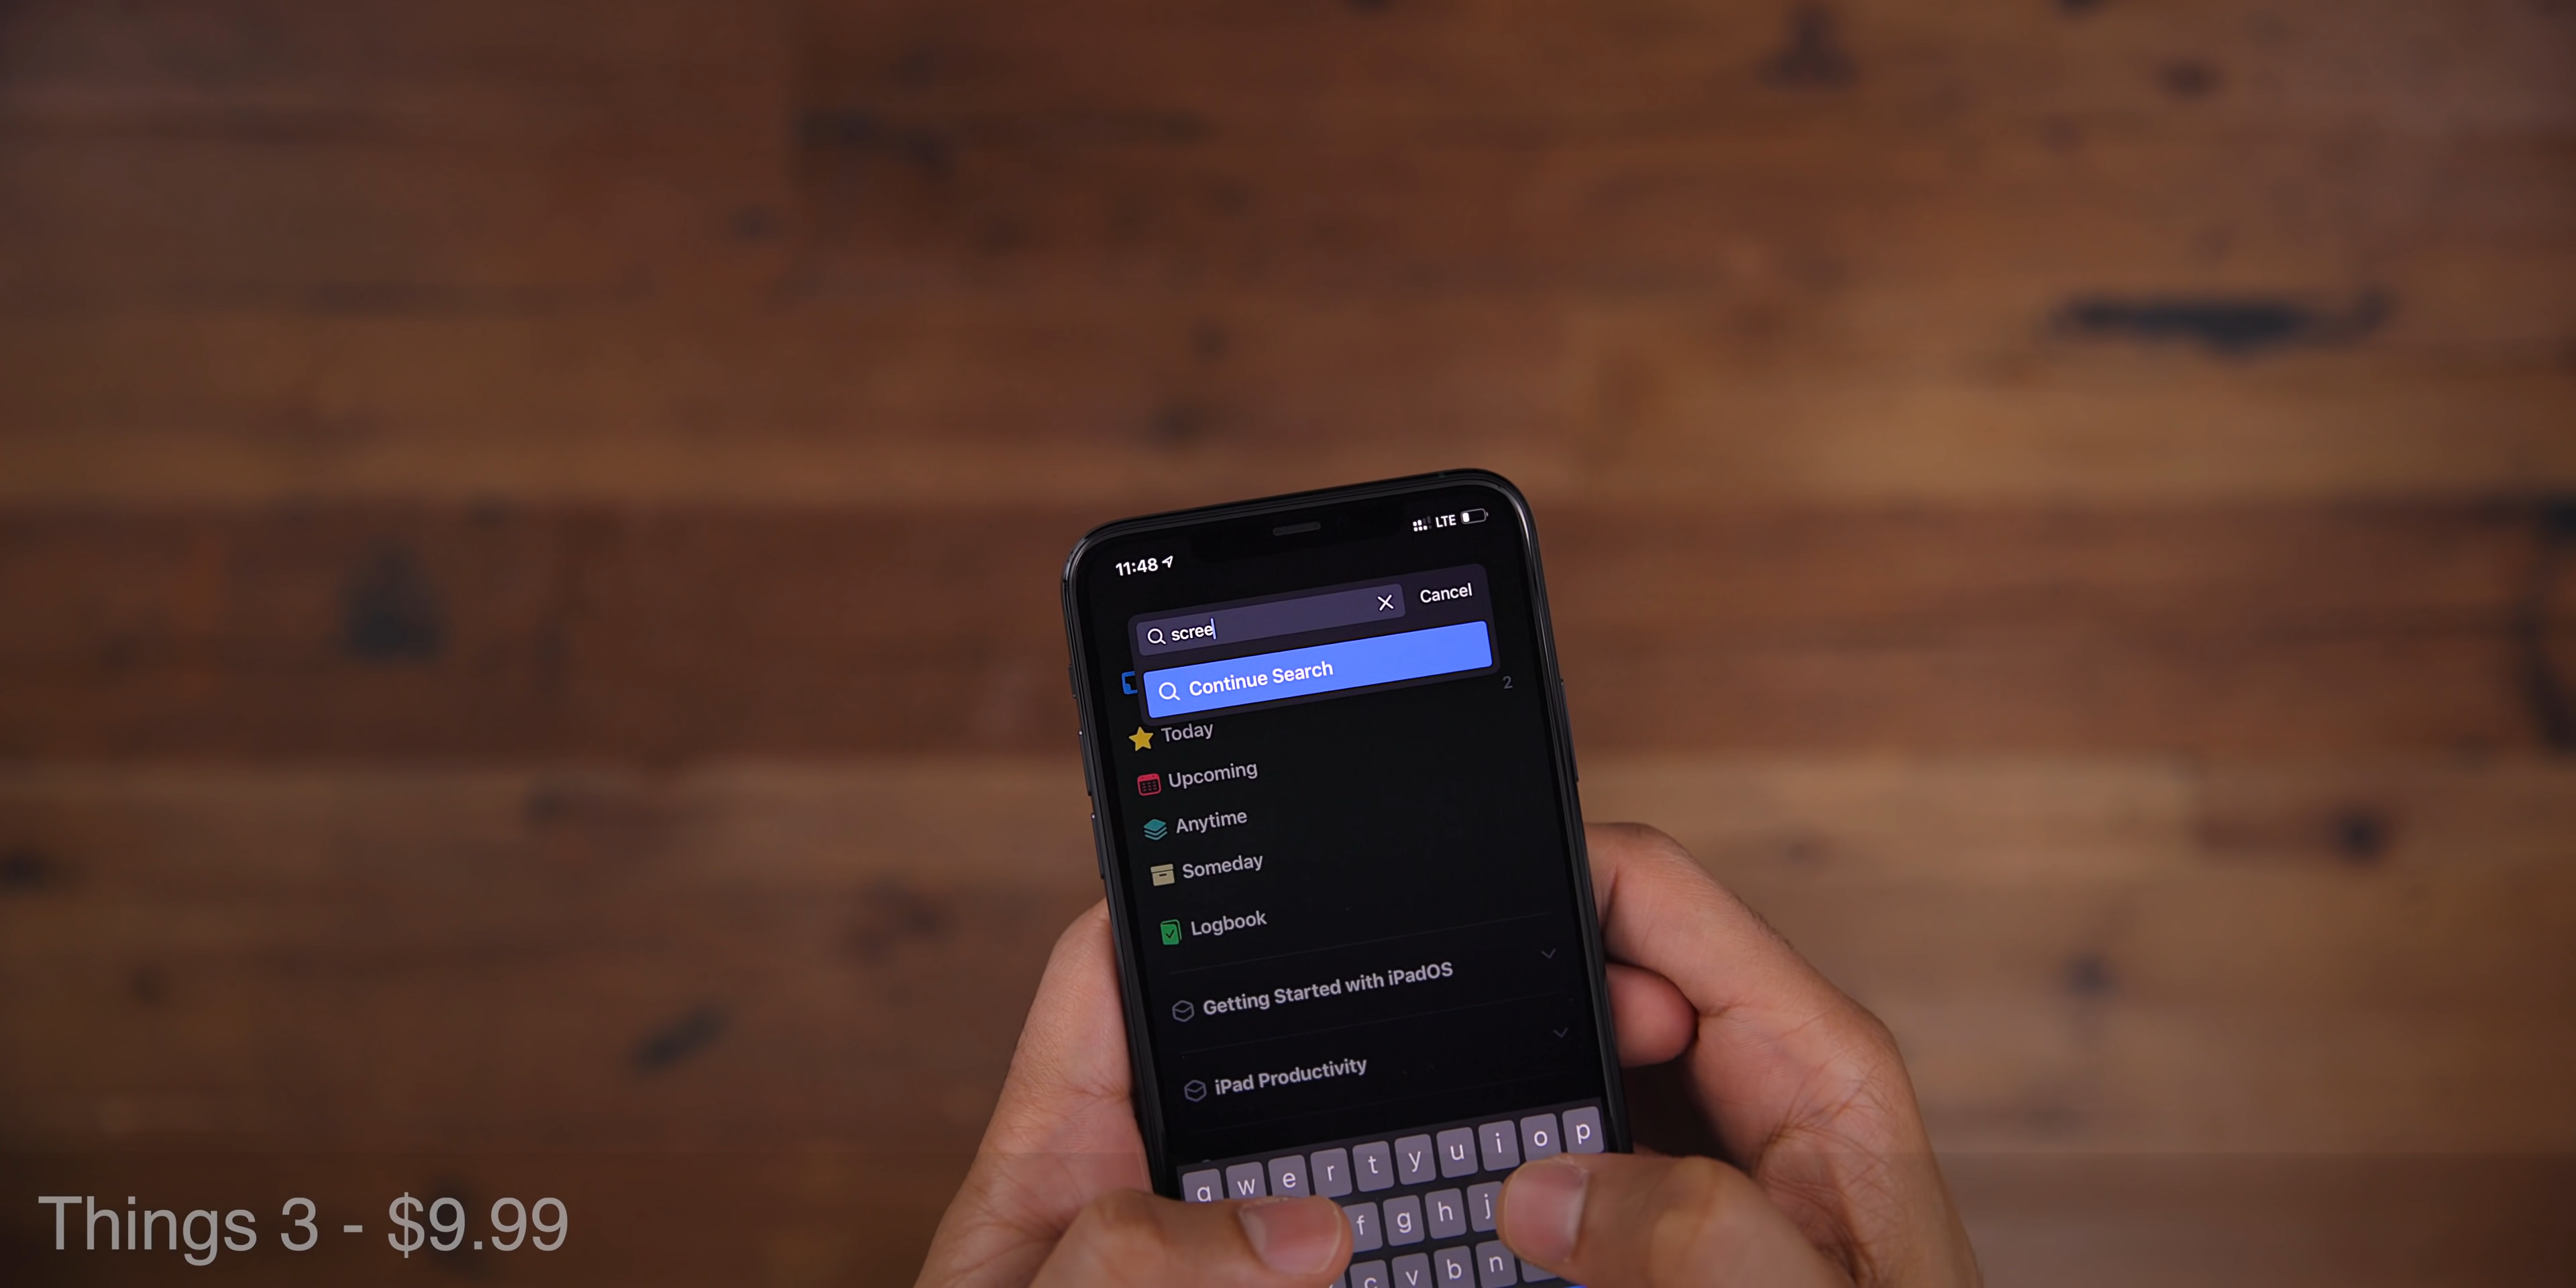 11:48
LTE
scree
Cancel
Continue Search
2
Today
Upcoming
Anytime
Someday
Logbook
Getting Started with iPadOS
iPad Productivity
q w e r t y u i o p
f g h j
c v b n
Things 3 - $9.99